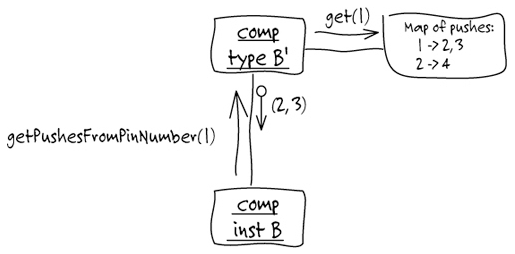 get(1)
Map of pushes:
1 -> 2, 3
2 -> 4
comp
type B'
(2, 3)
getPushesFromPinNumber(1)
comp
inst B